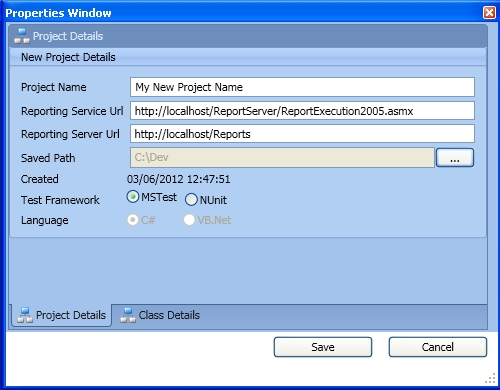 Properties Window
Project Details
New Project Details
Project Name My New Project Name
Reporting Service Url http://localhost/ReportServer/ReportExecution2005.asmx
Reporting Server Url http://localhost/Reports
Saved Path C:\Dev ...
Created 03/06/2012 12:47:51
Test Framework MSTest NUnit
Language C# VB.Net
Project Details Class Details
Save Cancel